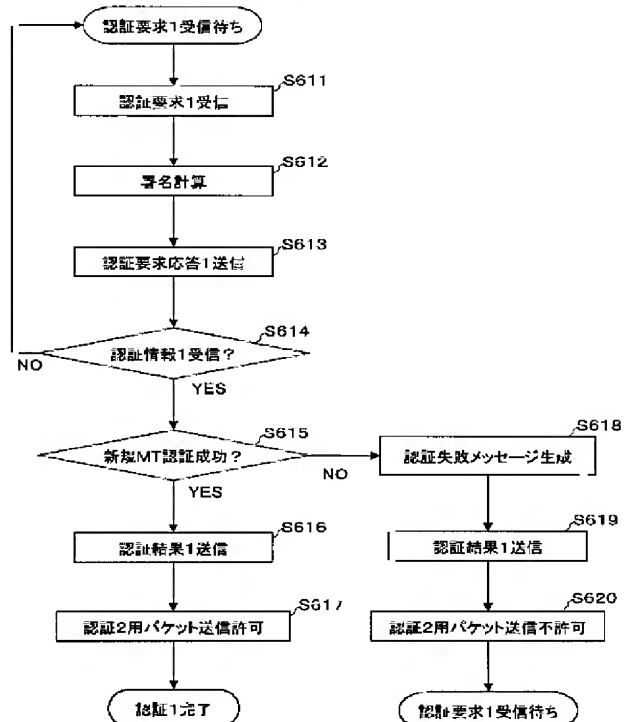 認証要求1受信待ち
S611
認証要求1受信
S612
署名計算
S613
認証要求応答1送信
S614
認証情報1受信？
NO
YES
S615
新規MT認証成功？
NO
YES
S618
認証失敗メッセージ生成
S616
認証結果1送信
S619
認証結果1送信
S617
認証2用パケット送信許可
S620
認証2用パケット送信不許可
認証1完了
認証要求1受信待ち